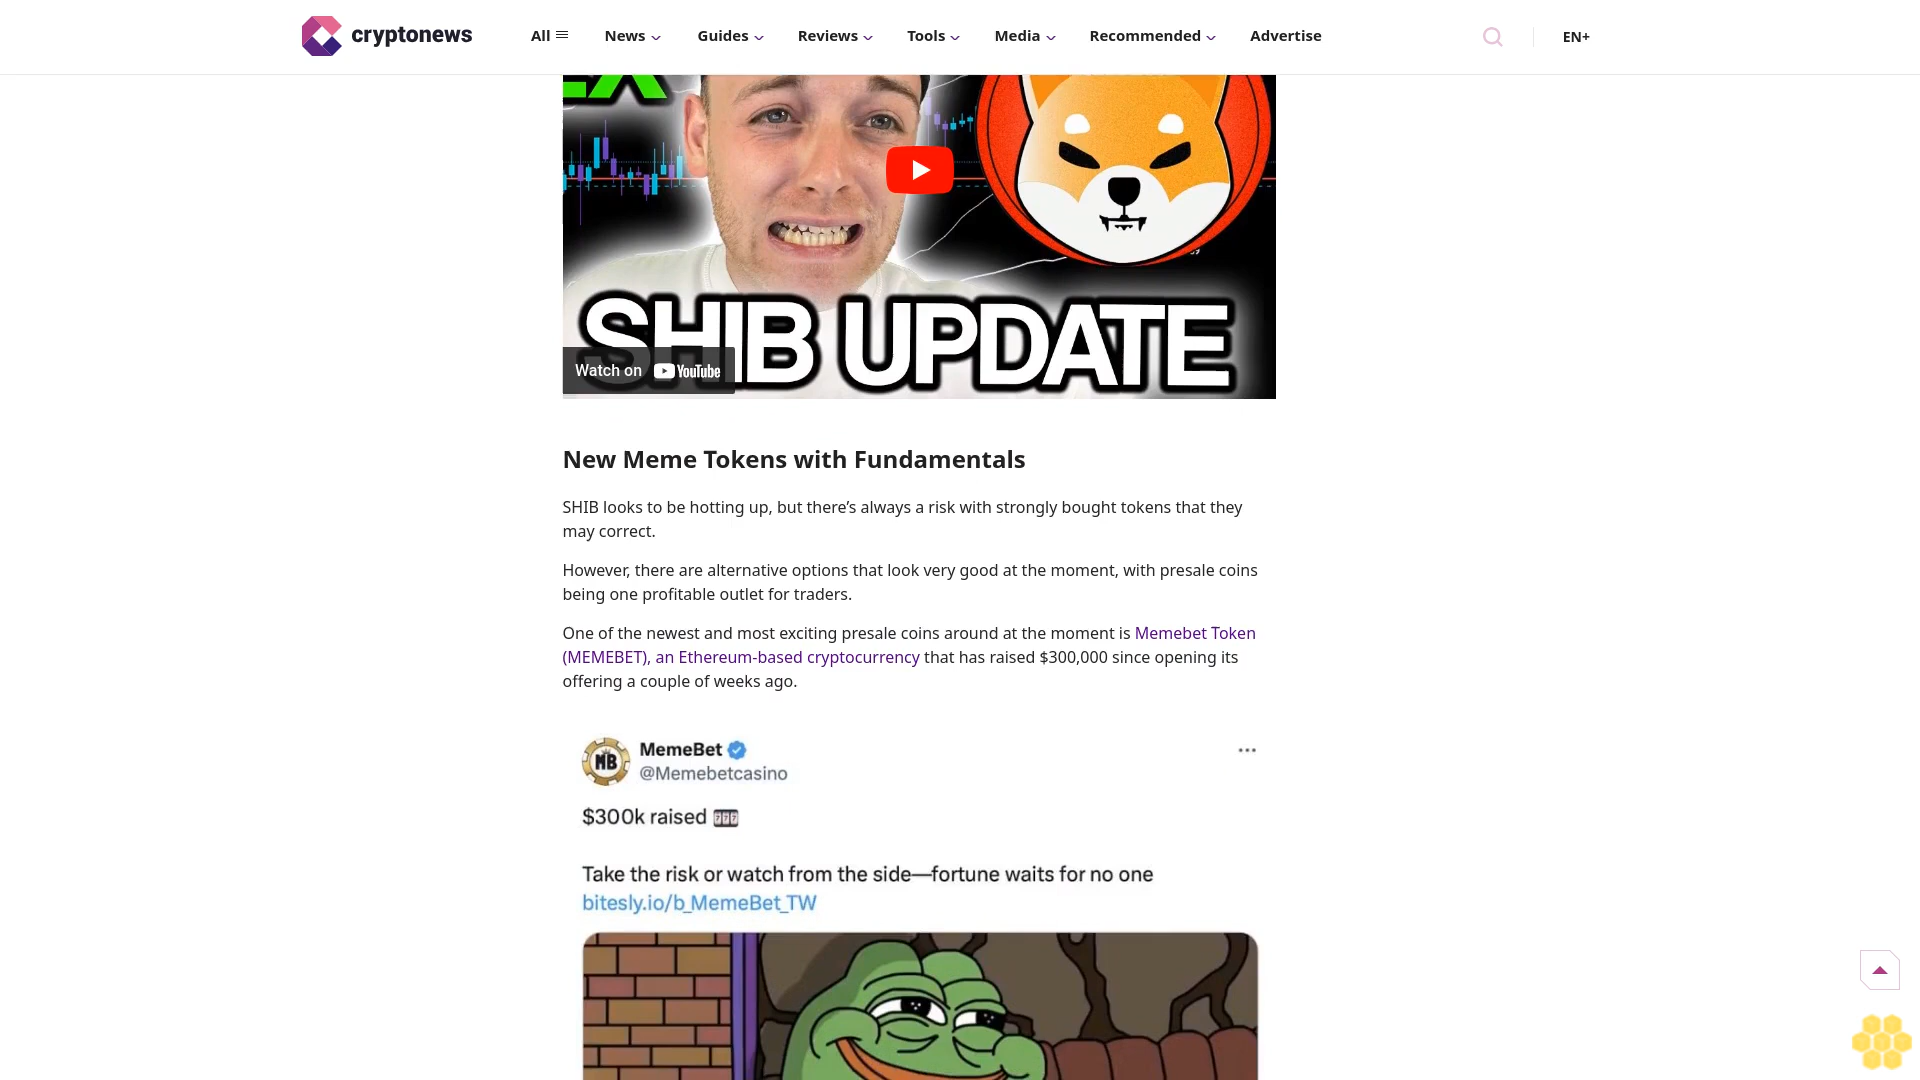 cryptonews
All
News
Guides
Reviews
Tools
Media
Recommended
Advertise
EN+
SHIB UPDATE
Watch on YouTube
New Meme Tokens with Fundamentals
SHIB looks to be hotting up, but there’s always a risk with strongly bought tokens that they
may correct.
However, there are alternative options that look very good at the moment, with presale coins
being one profitable outlet for traders.
One of the newest and most exciting presale coins around at the moment is Memebet Token
(MEMEBET), an Ethereum-based cryptocurrency that has raised $300,000 since opening its
offering a couple of weeks ago.
MB
MemeBet
@Memebetcasino
$300k raised
Take the risk or watch from the side—fortune waits for no one
bitesly.io/b_MemeBet_TW